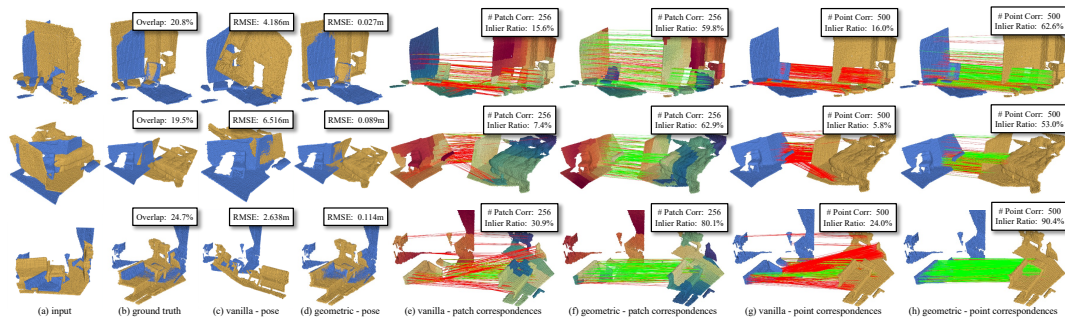 Overlap: 20.8%
RMSE: 4.186m
RMSE: 0.027m
# Patch Corr: 256
Inlier Ratio: 15.6%
# Patch Corr: 256
Inlier Ratio: 59.8%
# Point Corr: 500
Inlier Ratio: 16.0%
# Point Corr: 500
Inlier Ratio: 62.6%
Overlap: 19.5%
RMSE: 6.516m
RMSE: 0.089m
# Patch Corr: 256
Inlier Ratio: 7.4%
# Patch Corr: 256
Inlier Ratio: 62.9%
# Point Corr: 500
Inlier Ratio: 5.8%
# Point Corr: 500
Inlier Ratio: 53.0%
Overlap: 24.7%
RMSE: 2.638m
RMSE: 0.114m
# Patch Corr: 256
Inlier Ratio: 30.9%
# Patch Corr: 256
Inlier Ratio: 80.1%
# Point Corr: 500
Inlier Ratio: 24.0%
# Point Corr: 500
Inlier Ratio: 90.4%
(a) input
(b) ground truth
(c) vanilla - pose
(d) geometric - pose
(e) vanilla - patch correspondences
(f) geometric - patch correspondences
(g) vanilla - point correspondences
(h) geometric - point correspondences